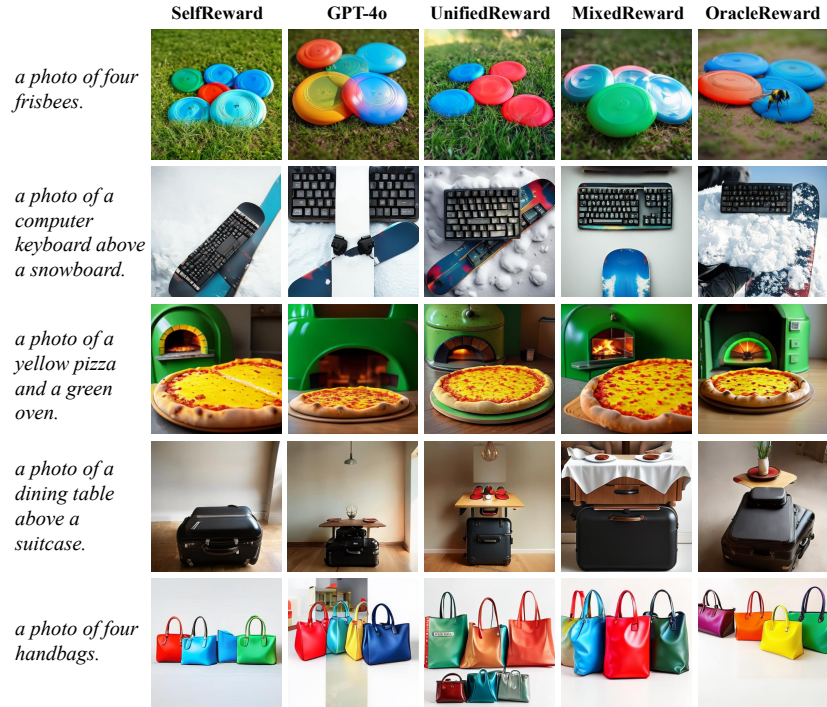 SelfReward GPT-4o UnifiedReward MixedReward OracleReward
a photo of four
frisbees.
a photo of a
computer
keyboard above
a snowboard.
a photo of a
yellow pizza
and a green
oven.
a photo of a
dining table
above a
suitcase.
a photo of four
handbags.